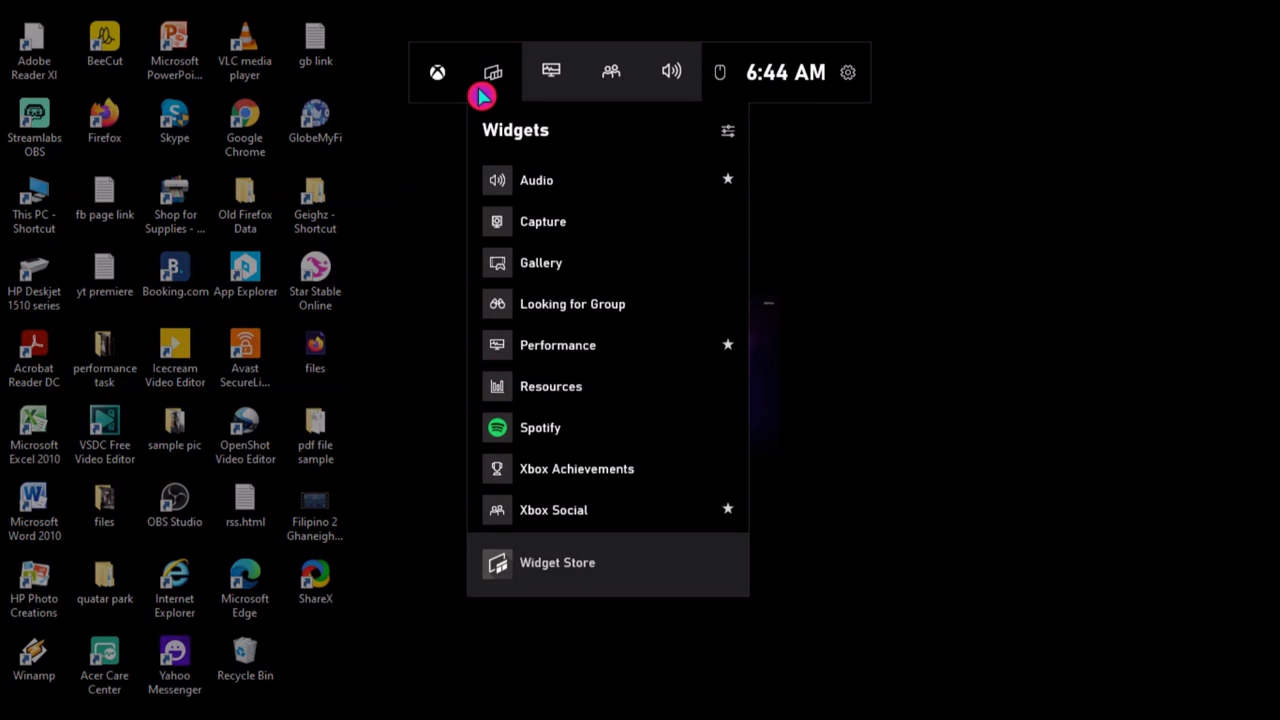 Adobe
Reader XI
BeeCut
Microsoft
PowerPoi...
VLC media
player
gb link
Streamlabs
OBS
Firefox
Skype
Google
Chrome
GlobeMyFi
This PC -
Shortcut
fb page link
Shop for
Supplies - ...
Old Firefox
Data
Geighz -
Shortcut
HP Deskjet
1510 series
yt premiere
Booking.com
App Explorer
Star Stable
Online
Acrobat
Reader DC
performance
task
Icecream
Video Editor
Avast
SecureLi...
files
Microsoft
Excel 2010
VSDC Free
Video Editor
sample pic
OpenShot
Video Editor
pdf file
sample
Microsoft
Word 2010
files
OBS Studio
rss.html
Filipino 2
Ghaneigh...
HP Photo
Creations
quatar park
Internet
Explorer
Microsoft
Edge
ShareX
Winamp
Acer Care
Center
Yahoo
Messenger
Recycle Bin
6:44 AM
Widgets
Audio
Capture
Gallery
Looking for Group
Performance
Resources
Spotify
Xbox Achievements
Xbox Social
Widget Store